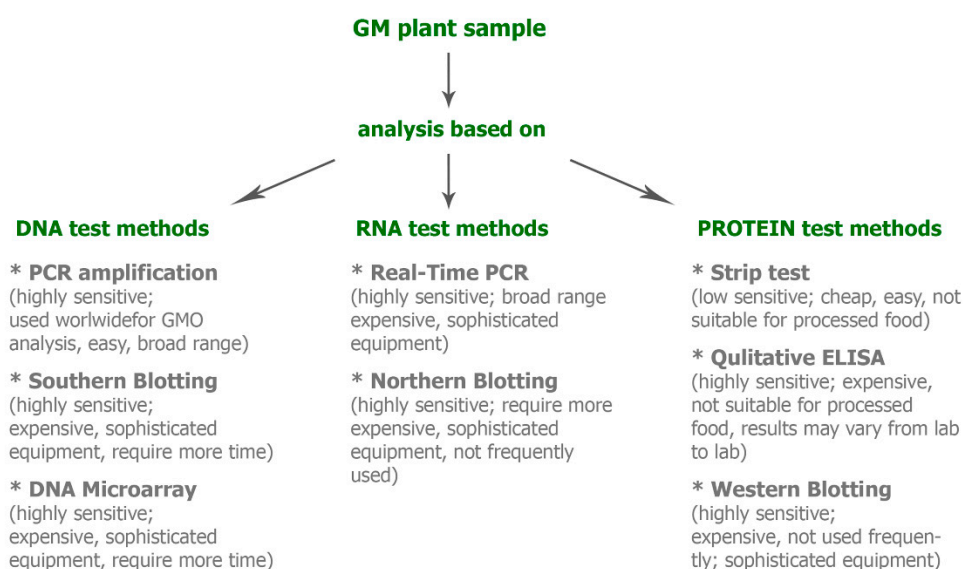 GM plant sample
analysis based on
DNA test methods
* PCR amplification
(highly sensitive;
used worlwidefor GMO
analysis, easy, broad range)
* Southern Blotting
(highly sensitive;
expensive, sophisticated
equipment, require more time)
* DNA Microarray
(highly sensitive;
expensive, sophisticated
equipment, require more time)
RNA test methods
* Real-Time PCR
(highly sensitive; broad range
expensive, sophisticated
equipment)
* Northern Blotting
(highly sensitive; require more
expensive, sophisticated
equipment, not frequently
used)
PROTEIN test methods
* Strip test
(low sensitive; cheap, easy, not
suitable for processed food)
* Qulitative ELISA
(highly sensitive; expensive,
not suitable for processed
food, results may vary from lab
to lab)
* Western Blotting
(highly sensitive;
expensive, not used frequen-
tly; sophisticated equipment)